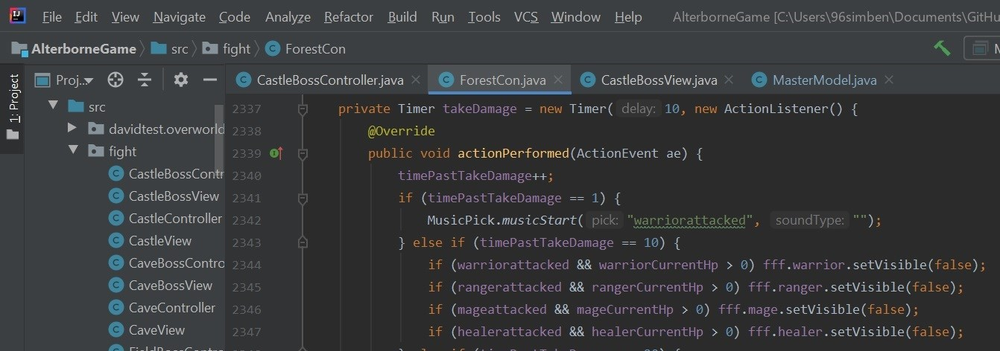 File Edit View Navigate Code Analyze Refactor Build Run Tools VCS Window Help AlterborneGame [C:\Users\96simben\Documents\GitHu
AlterborneGame src fight ForestCon
1: Project
Proj...
CastleBossController.java ForestCon.java CastleBossView.java MasterModel.java
src
davidtest.overworld
fight
CastleBossContr
CastleBossView
CastleController
CastleView
CaveBossContro
CaveBossView
CaveController
CaveView
FieldBossContro
2337 private Timer takeDamage = new Timer( delay: 10, new ActionListener() {
2338 @Override
2339 public void actionPerformed(ActionEvent ae) {
2340 timePastTakeDamage++;
2341 if (timePastTakeDamage == 1) {
2342 MusicPick.musicStart( pick: "warriorattacked", soundType: "");
2343 } else if (timePastTakeDamage == 10) {
2344 if (warriorattacked && warriorCurrentHp > 0) fff.warrior.setVisible(false);
2345 if (rangerattacked && rangerCurrentHp > 0) fff.ranger.setVisible(false);
2346 if (mageattacked && mageCurrentHp > 0) fff.mage.setVisible(false);
2347 if (healerattacked && healerCurrentHp > 0) fff.healer.setVisible(false);